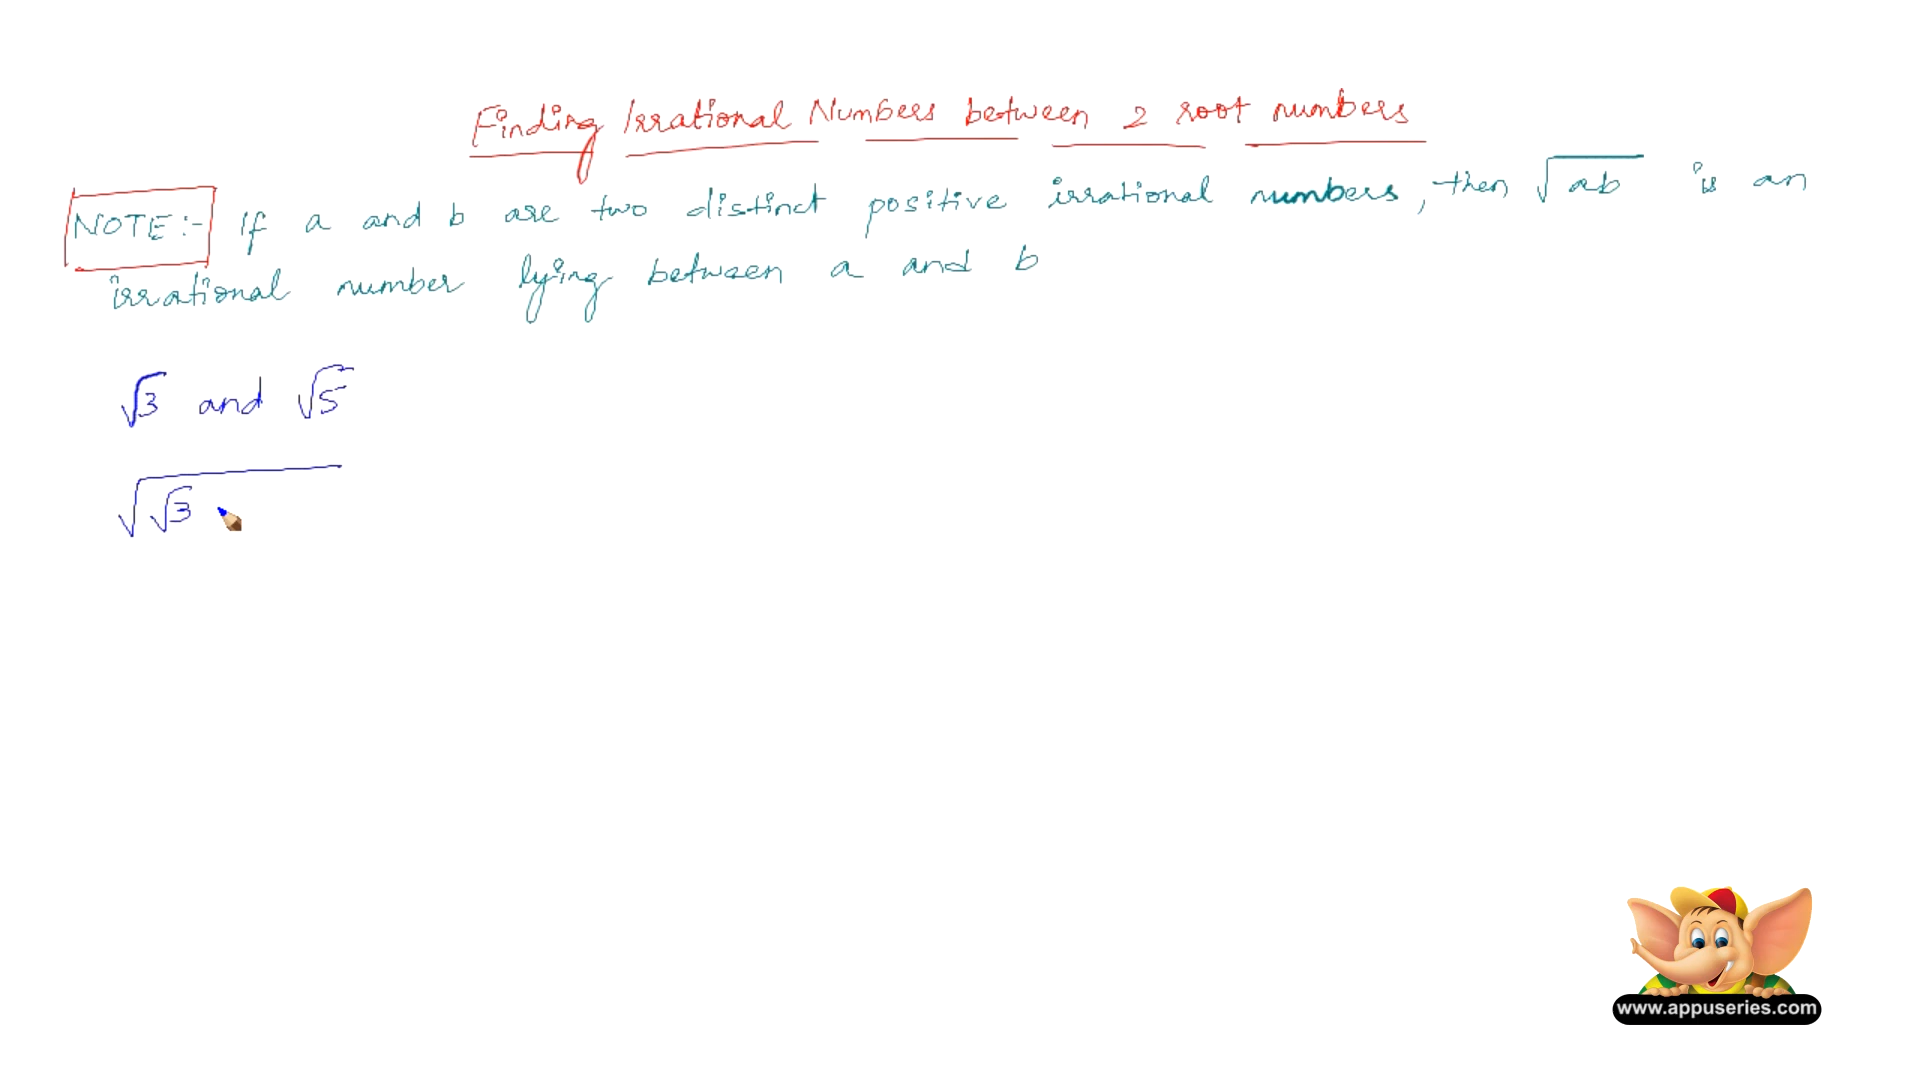 Finding Irrational Numbers between 2 root numbers
NOTE:- If a and b are two distinct positive irrational numbers, then √ab is an
irrational number lying between a and b
√3 and √5
√√3
www.appuseries.com